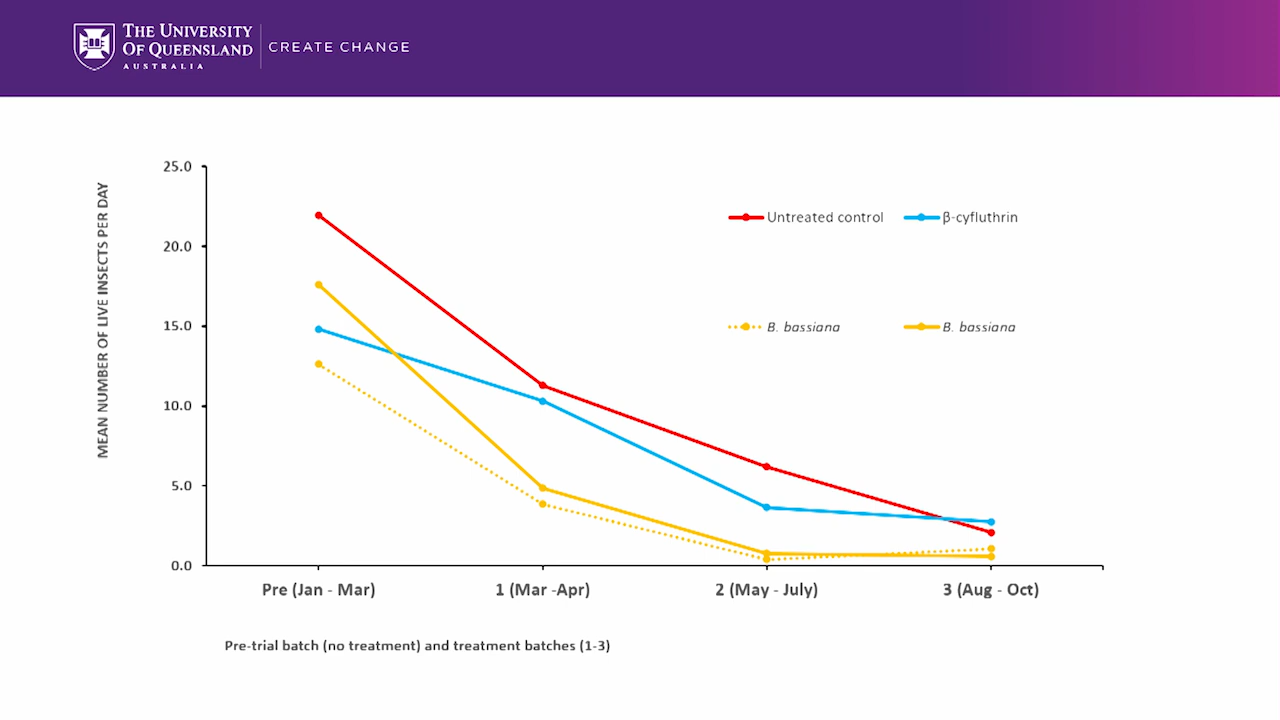 THE UNIVERSITY
OF QUEENSLAND
AUSTRALIA
CREATE CHANGE
MEAN NUMBER OF LIVE INSECTS PER DAY
25.0
20.0
15.0
10.0
5.0
0.0
Untreated control
β-cyfluthrin
B. bassiana
B. bassiana
Pre (Jan - Mar)
1 (Mar -Apr)
2 (May - July)
3 (Aug - Oct)
Pre-trial batch (no treatment) and treatment batches (1-3)